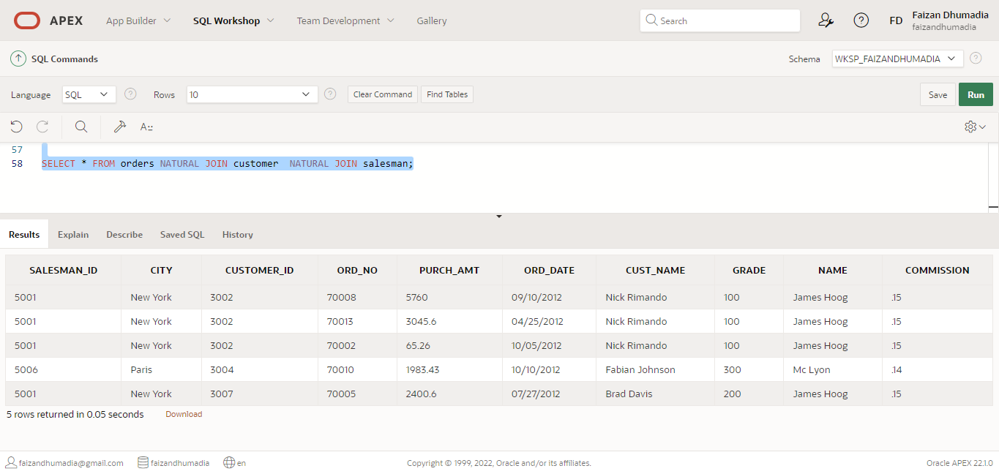 APEX App Builder SQL Workshop Team Development Gallery Search FD Faizan Dhumadia
faizandhumadia
SQL Commands Schema WKSP_FAIZANDHUMADIA
Language SQL Rows 10 Clear Command Find Tables Save Run
A::
57
58 SELECT * FROM orders NATURAL JOIN customer  NATURAL JOIN salesman;
Results Explain Describe Saved SQL History
SALESMAN_ID CITY CUSTOMER_ID ORD_NO PURCH_AMT ORD_DATE CUST_NAME GRADE NAME COMMISSION
5001 New York 3002 70008 5760 09/10/2012 Nick Rimando 100 James Hoog .15
5001 New York 3002 70013 3045.6 04/25/2012 Nick Rimando 100 James Hoog .15
5001 New York 3002 70002 65.26 10/05/2012 Nick Rimando 100 James Hoog .15
5006 Paris 3004 70010 1983.43 10/10/2012 Fabian Johnson 300 Mc Lyon .14
5001 New York 3007 70005 2400.6 07/27/2012 Brad Davis 200 James Hoog .15
5 rows returned in 0.05 seconds Download
faizandhumadia@gmail.com faizandhumadia en Copyright © 1999, 2022, Oracle and/or its affiliates. Oracle APEX 22.1.0